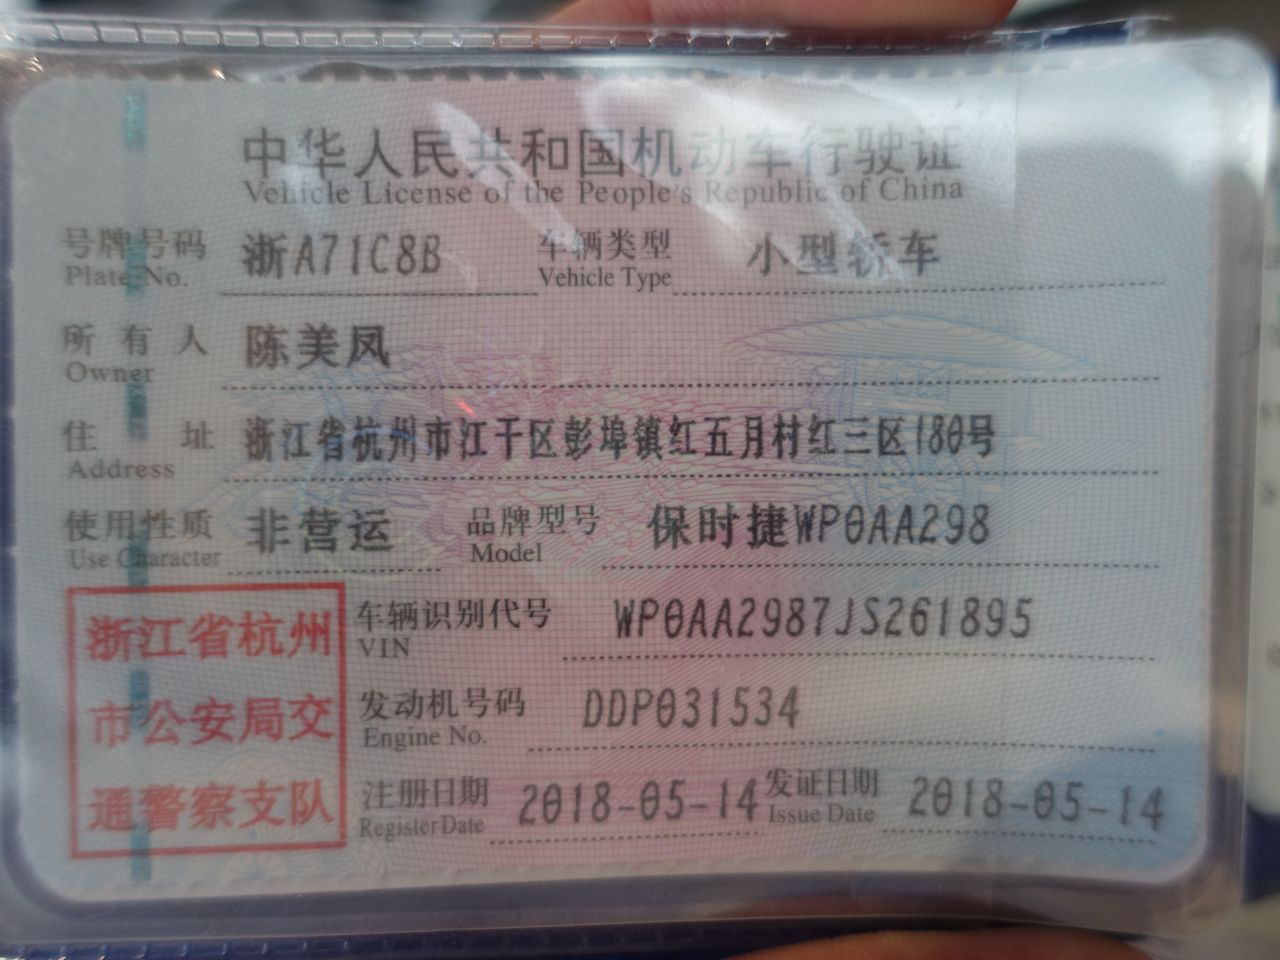 中华人民共和国机动车行驶证
Vehicle License of the People's Republic of China
号牌号码 浙A71C8B 车辆类型 小型轿车
Plate No. Vehicle Type
所有人 陈美凤
Owner
住址 浙江省杭州市江干区彭埠镇红五月村红三区180号
Address
使用性质 非营运 品牌型号 保时捷WP0AA298
Use Character Model
浙江省杭州
市公安局交
通警察支队
车辆识别代号 WP0AA2987JS261895
VIN
发动机号码 DDP031534
Engine No.
注册日期 2018-05-14 发证日期 2018-05-14
Register Date Issue Date